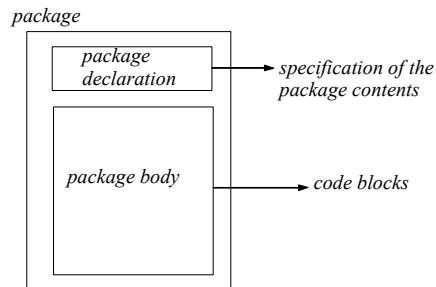 package
package
declaration
specification of the
package contents
package body
code blocks